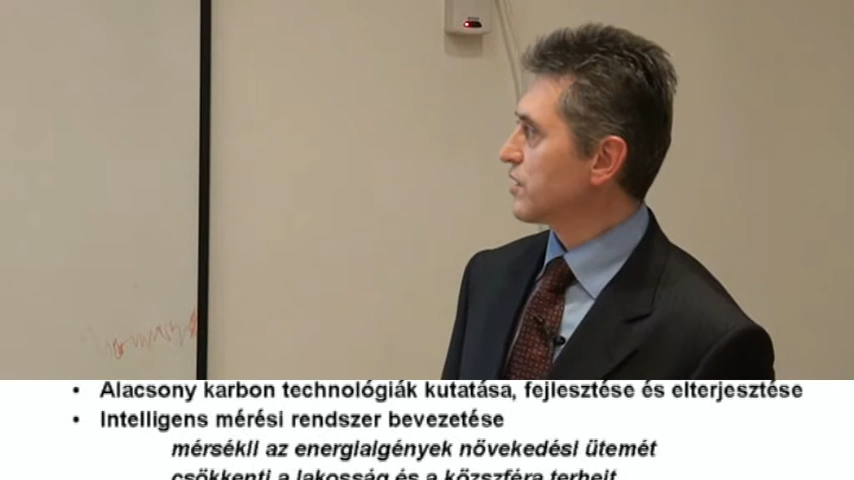 • Alacsony karbon technológiák kutatása, fejlesztése és elterjesztése
• Intelligens mérési rendszer bevezetése
mérsékli az energiaigények növekedési ütemét
csökkenti a lakosság és a közszféra terheit